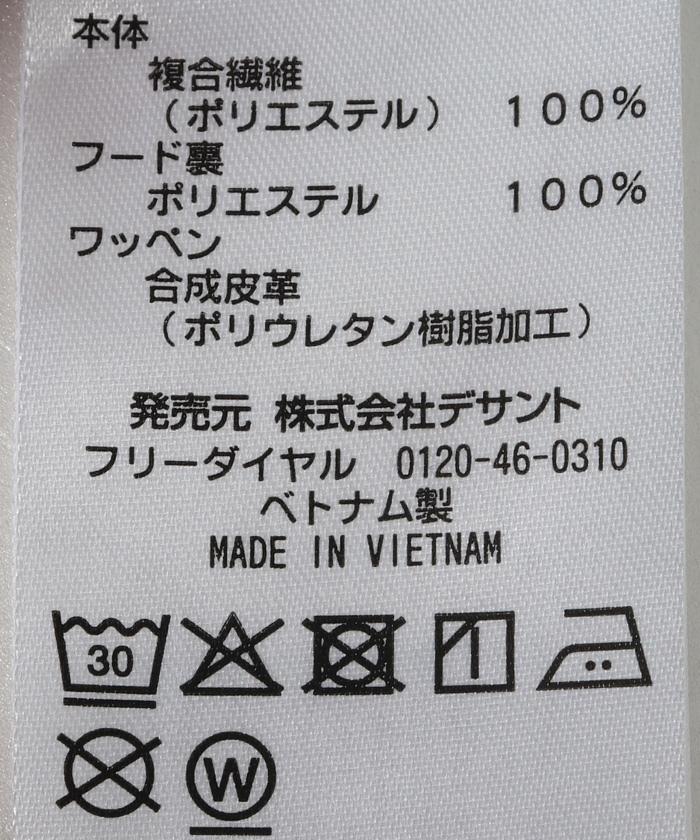 本体
複合繊維
（ポリエステル） １００％
フード裏
ポリエステル １００％
ワッペン
合成皮革
（ポリウレタン樹脂加工）
発売元 株式会社デサント
フリーダイヤル 0120-46-0310
ベトナム製
MADE IN VIETNAM
30
W